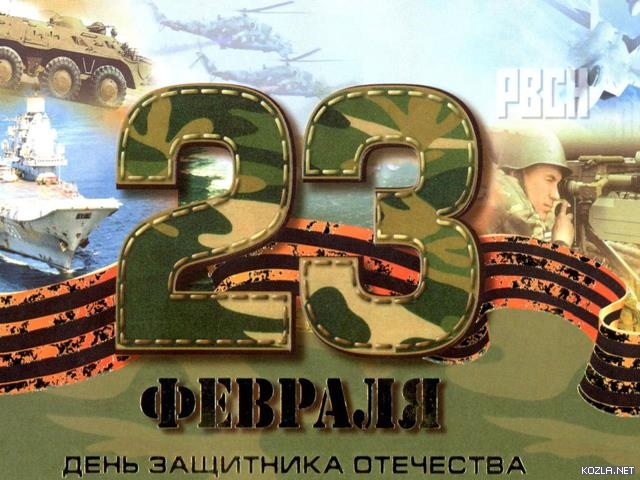 РВСН
23
ФЕВРАЛЯ
ДЕНЬ ЗАЩИТНИКА ОТЕЧЕСТВА
KOZLA.NET